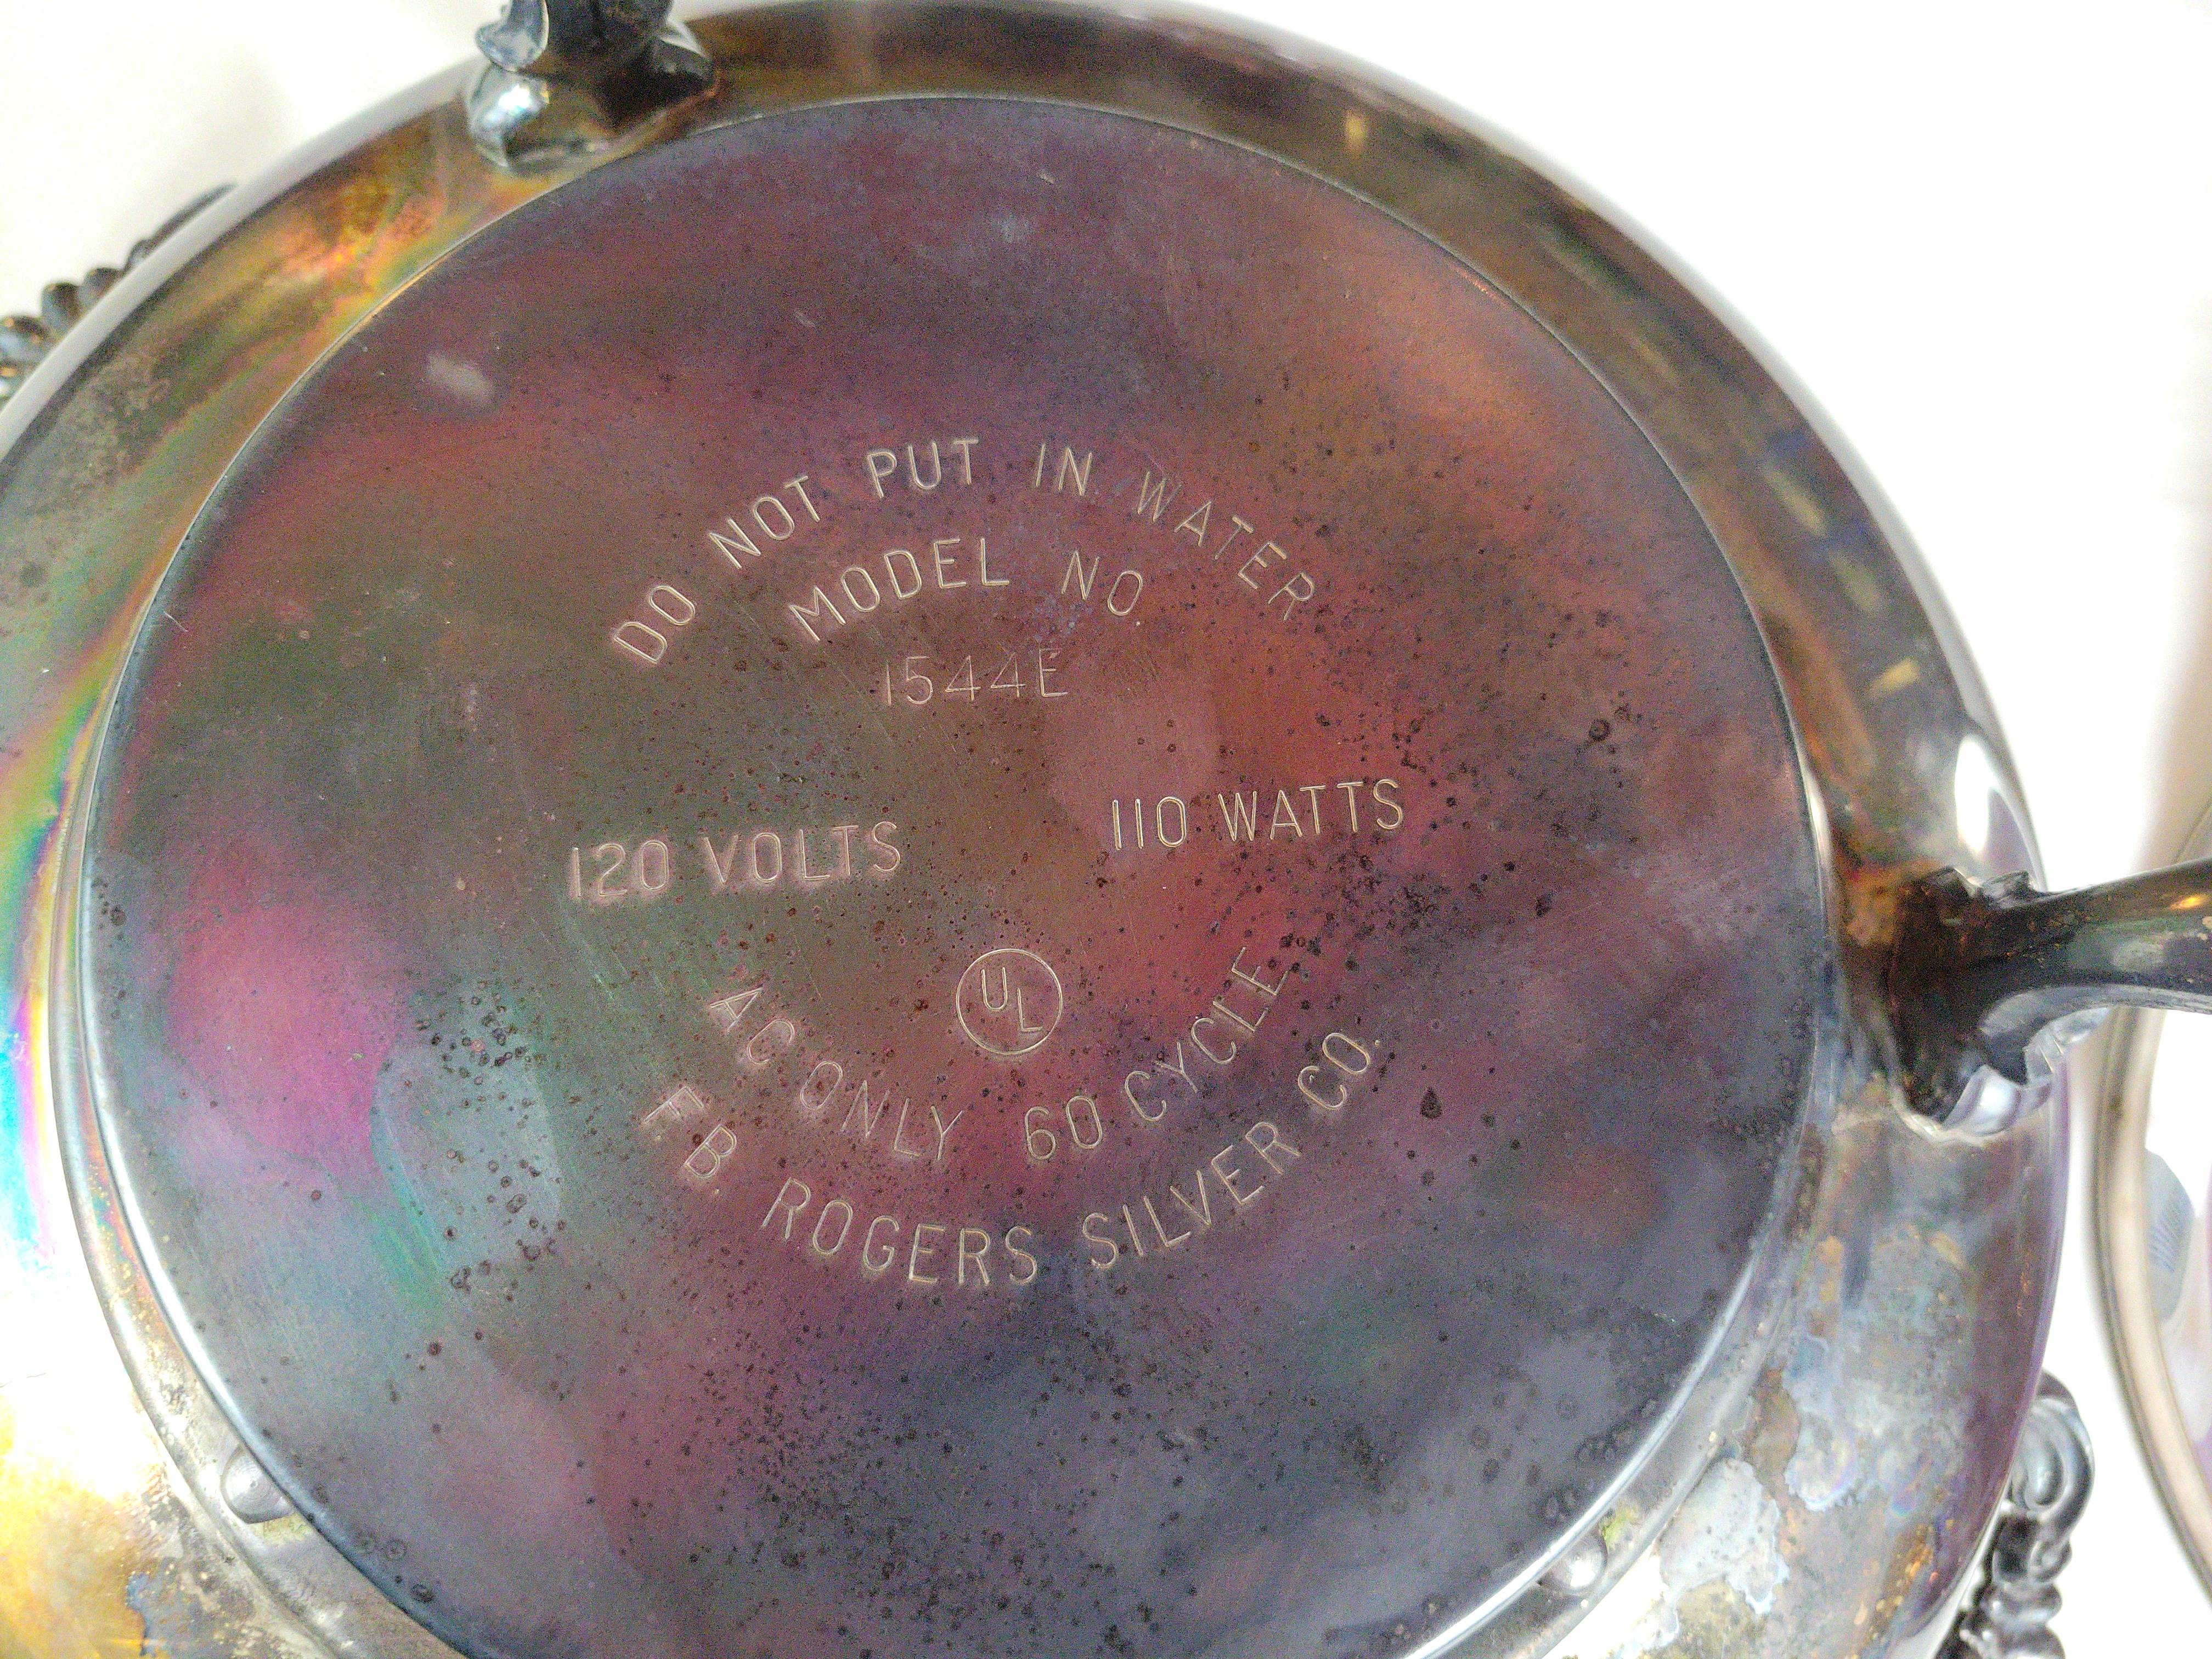 DO NOT PUT IN WATER
MODEL NO
1544E
120 VOLTS 110 WATTS
UL
AC ONLY 60 CYCLE
F.B. ROGERS SILVER CO.